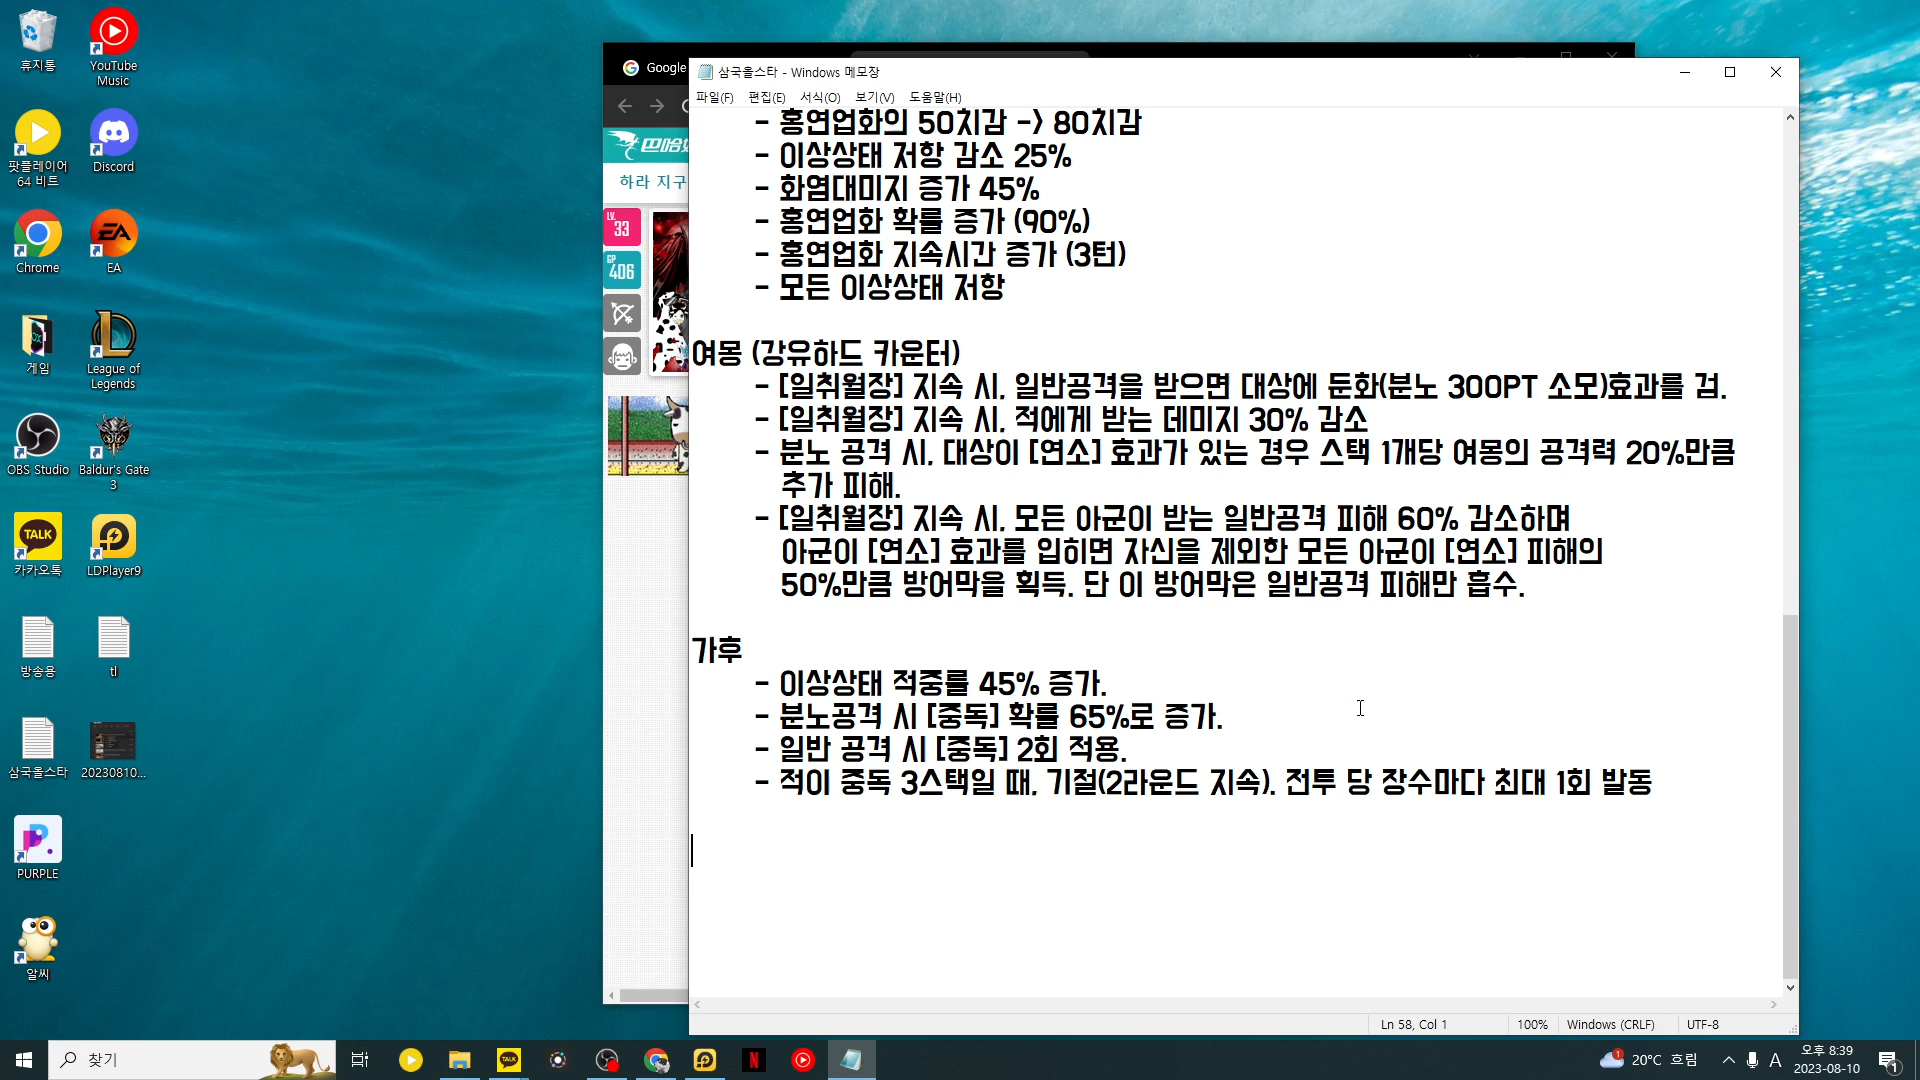 휴지통
YouTube Music
팟플레이어 64 비트
Discord
Chrome
EA
게임
League of Legends
OBS Studio
Baldur's Gate 3
TALK
카카오톡
LDPlayer9
방송용
tl
삼국올스타
20230810...
PURPLE
알씨
Google
하라 지구
LV. 33
GP 406
삼국올스타 - Windows 메모장
파일(F) 편집(E) 서식(O) 보기(V) 도움말(H)
- 홍연업화의 50치감 -> 80치감
- 이상상태 저항 감소 25%
- 화염대미지 증가 45%
- 홍연업화 확률 증가 (90%)
- 홍연업화 지속시간 증가 (3턴)
- 모든 이상상태 저항
여몽 (강유하드 카운터)
- [일취월장] 지속 시, 일반공격을 받으면 대상에 둔화(분노 300PT 소모)효과를 검.
- [일취월장] 지속 시, 적에게 받는 데미지 30% 감소
- 분노 공격 시, 대상이 [연소] 효과가 있는 경우 스택 1개당 여몽의 공격력 20%만큼
추가 피해.
- [일취월장] 지속 시, 모든 아군이 받는 일반공격 피해 60% 감소하며
아군이 [연소] 효과를 입히면 자신을 제외한 모든 아군이 [연소] 피해의
50%만큼 방어막을 획득. 단 이 방어막은 일반공격 피해만 흡수.
가후
- 이상상태 적중률 45% 증가.
- 분노공격 시 [중독] 확률 65%로 증가.
- 일반 공격 시 [중독] 2회 적용.
- 적이 중독 3스택일 때, 기절(2라운드 지속). 전투 당 장수마다 최대 1회 발동
Ln 58, Col 1 100% Windows (CRLF) UTF-8
찾기
TALK
N
1
20°C 흐림
A
오후 8:39
2023-08-10
1